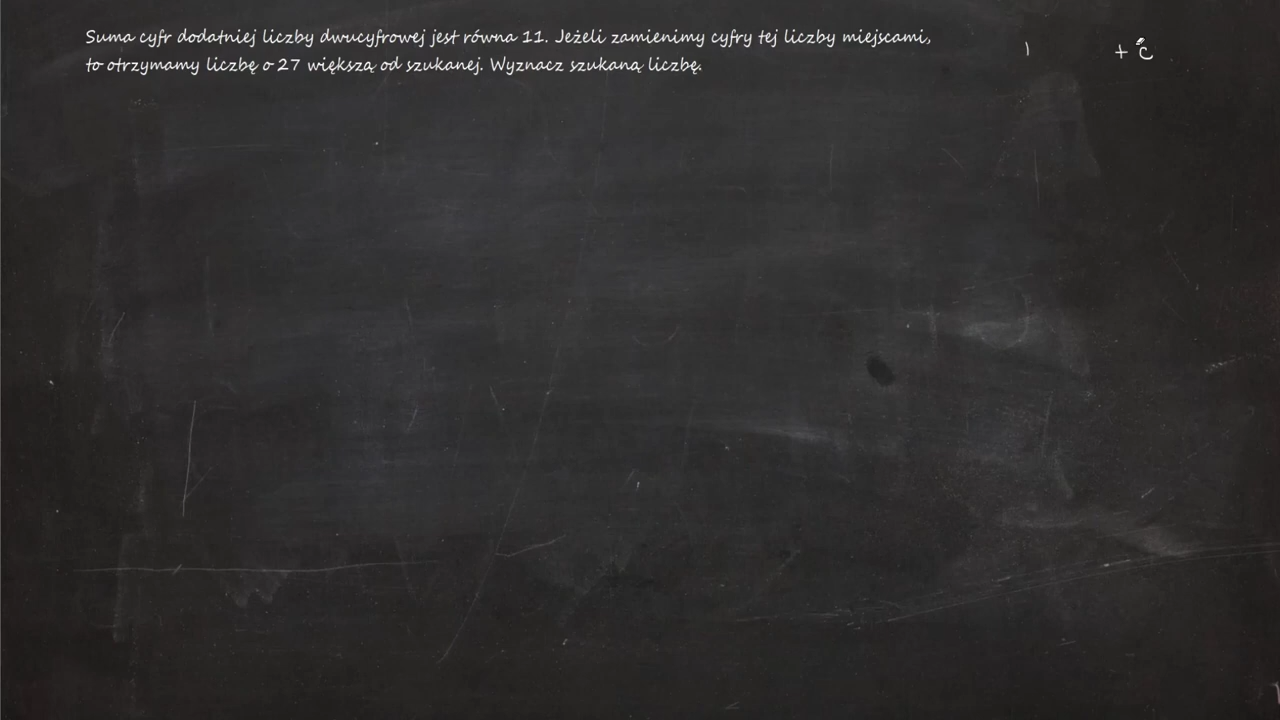 Suma cyfr dodatniej liczby dwucyfrowej jest równa 11. Jeżeli zamienimy cyfry tej liczby miejscami,
to otrzymamy liczbę o 27 większą od szukanej. Wyznacz szukaną liczbę.